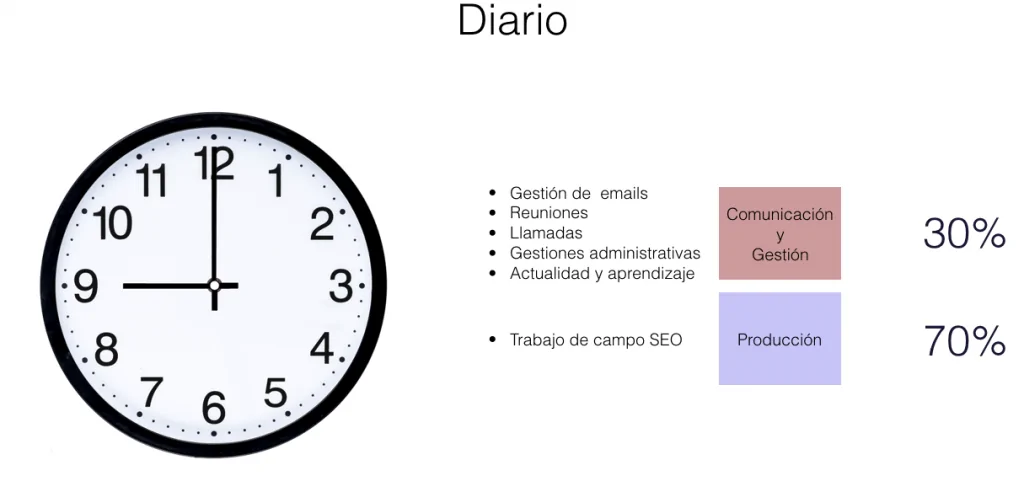 Diario
12
1
2
3
4
5
6
7
8
9
10
11
• Gestión de emails
• Reuniones
• Llamadas
• Gestiones administrativas
• Actualidad y aprendizaje
Comunicación
y
Gestión
30%
• Trabajo de campo SEO
Producción
70%